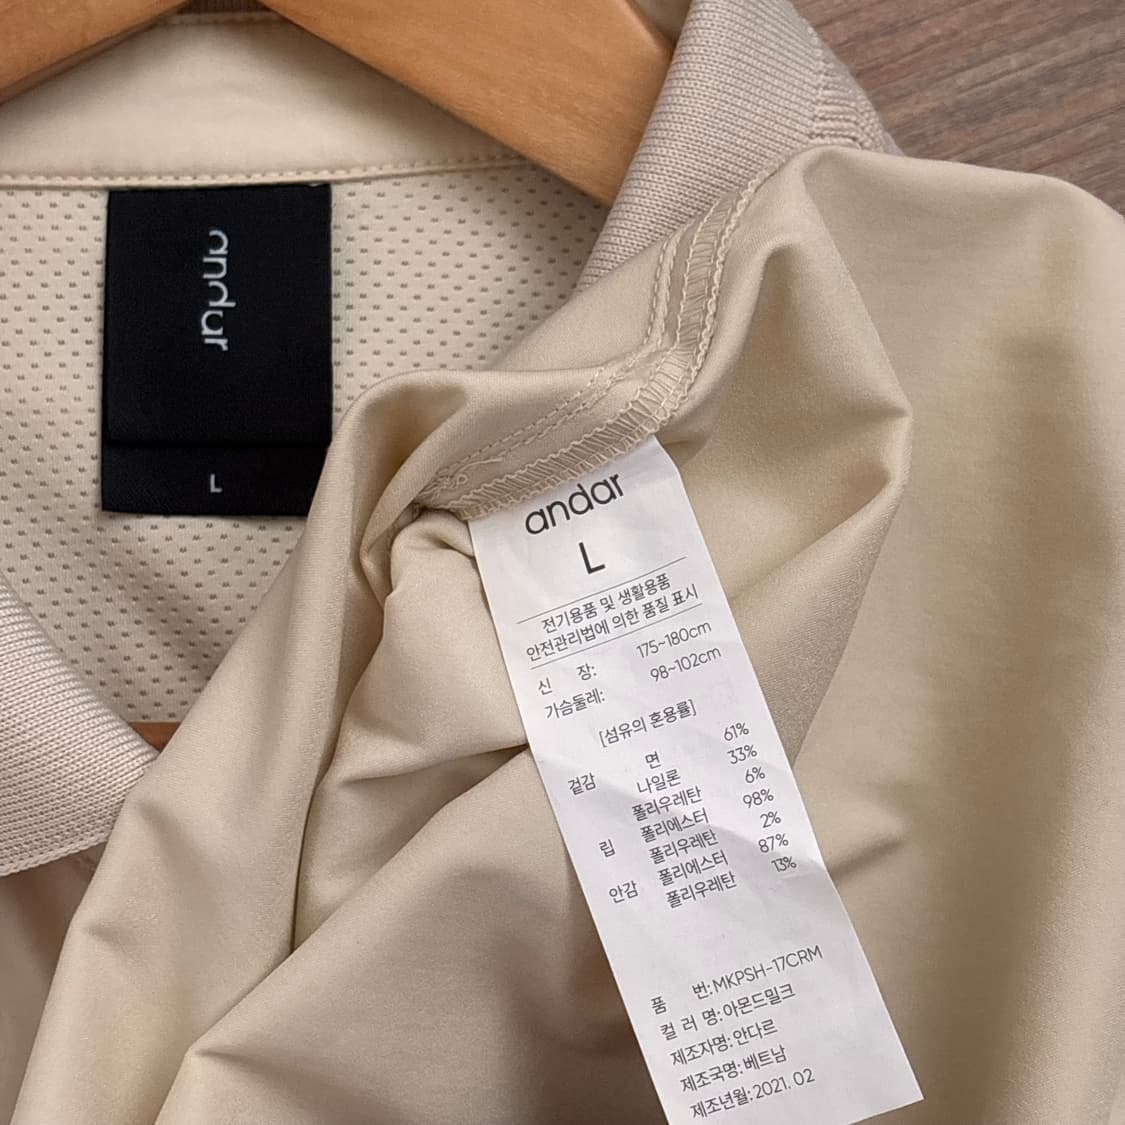 andar
L
andar
L
전기용품 및 생활용품
안전관리법에 의한 품질 표시
신 장: 175~180cm
가슴둘레: 98~102cm
[섬유의 혼용률]
겉감 면 61%
나일론 33%
폴리우레탄 6%
립 폴리에스터 98%
폴리우레탄 2%
안감 폴리에스터 87%
폴리우레탄 13%
품 번:MKPSH-17CRM
컬 러 명:아몬드밀크
제조자명:안다르
제조국명:베트남
제조년월:2021.02